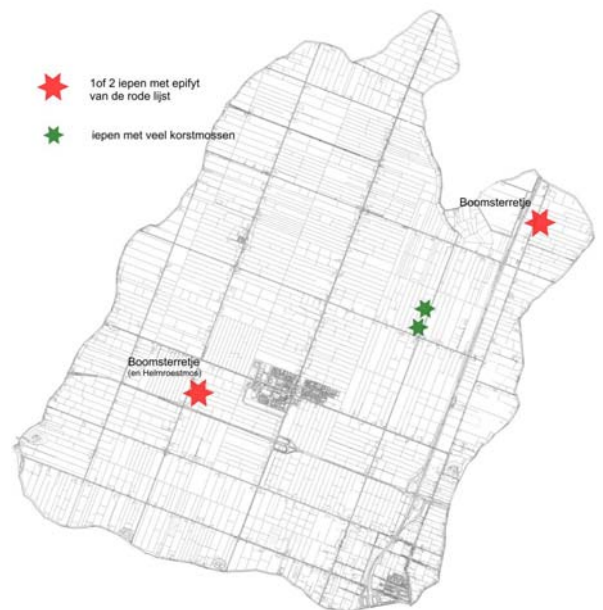 1of 2 iepen met epifyt
van de rode lijst
iepen met veel korstmossen
Boomsterretje
Boomsterretje
(en Helmroestmos)